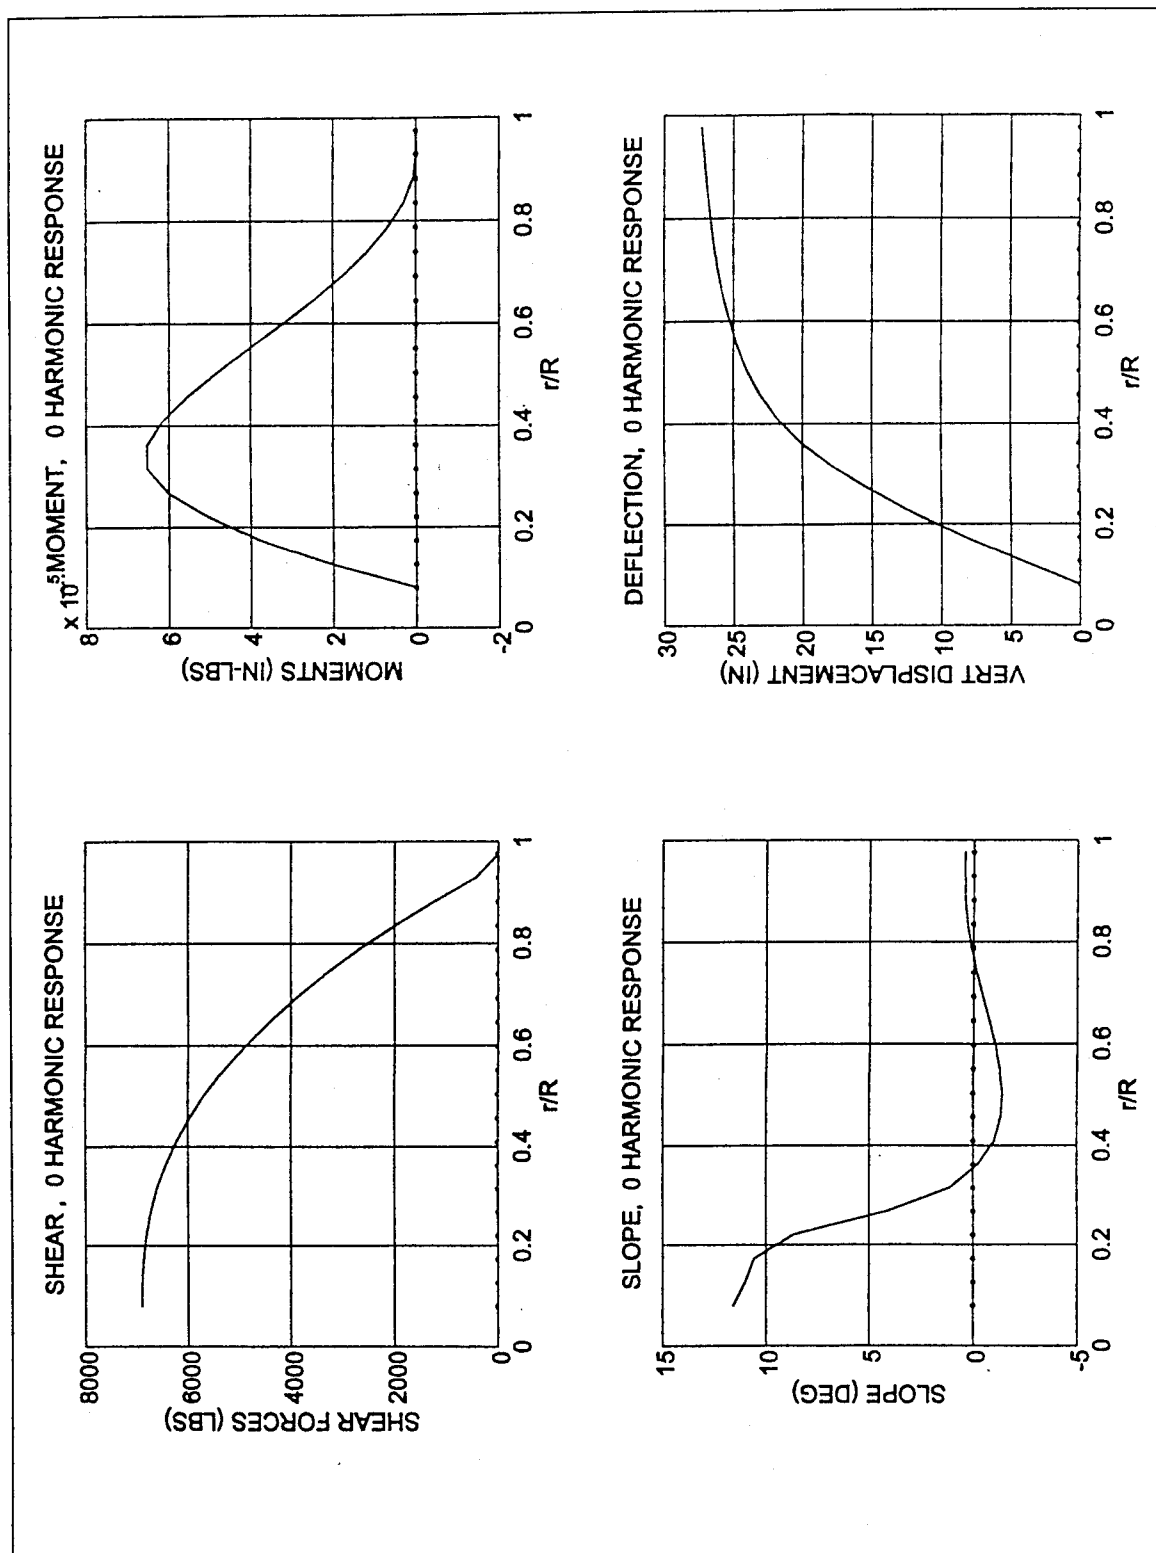 SHEAR , 0 HARMONIC RESPONSE
SHEAR FORCES (LBS)
8000
6000
4000
2000
0
0 0.2 0.4 0.6 0.8 1
r/R
x 10 5 MOMENT, 0 HARMONIC RESPONSE
MOMENTS (IN-LBS)
8
6
4
2
0
-2
0 0.2 0.4 0.6 0.8 1
r/R
SLOPE, 0 HARMONIC RESPONSE
SLOPE (DEG)
15
10
5
0
-5
0 0.2 0.4 0.6 0.8 1
r/R
DEFLECTION, 0 HARMONIC RESPONSE
VERT DISPLACEMENT (IN)
30
25
20
15
10
5
0
0 0.2 0.4 0.6 0.8 1
r/R